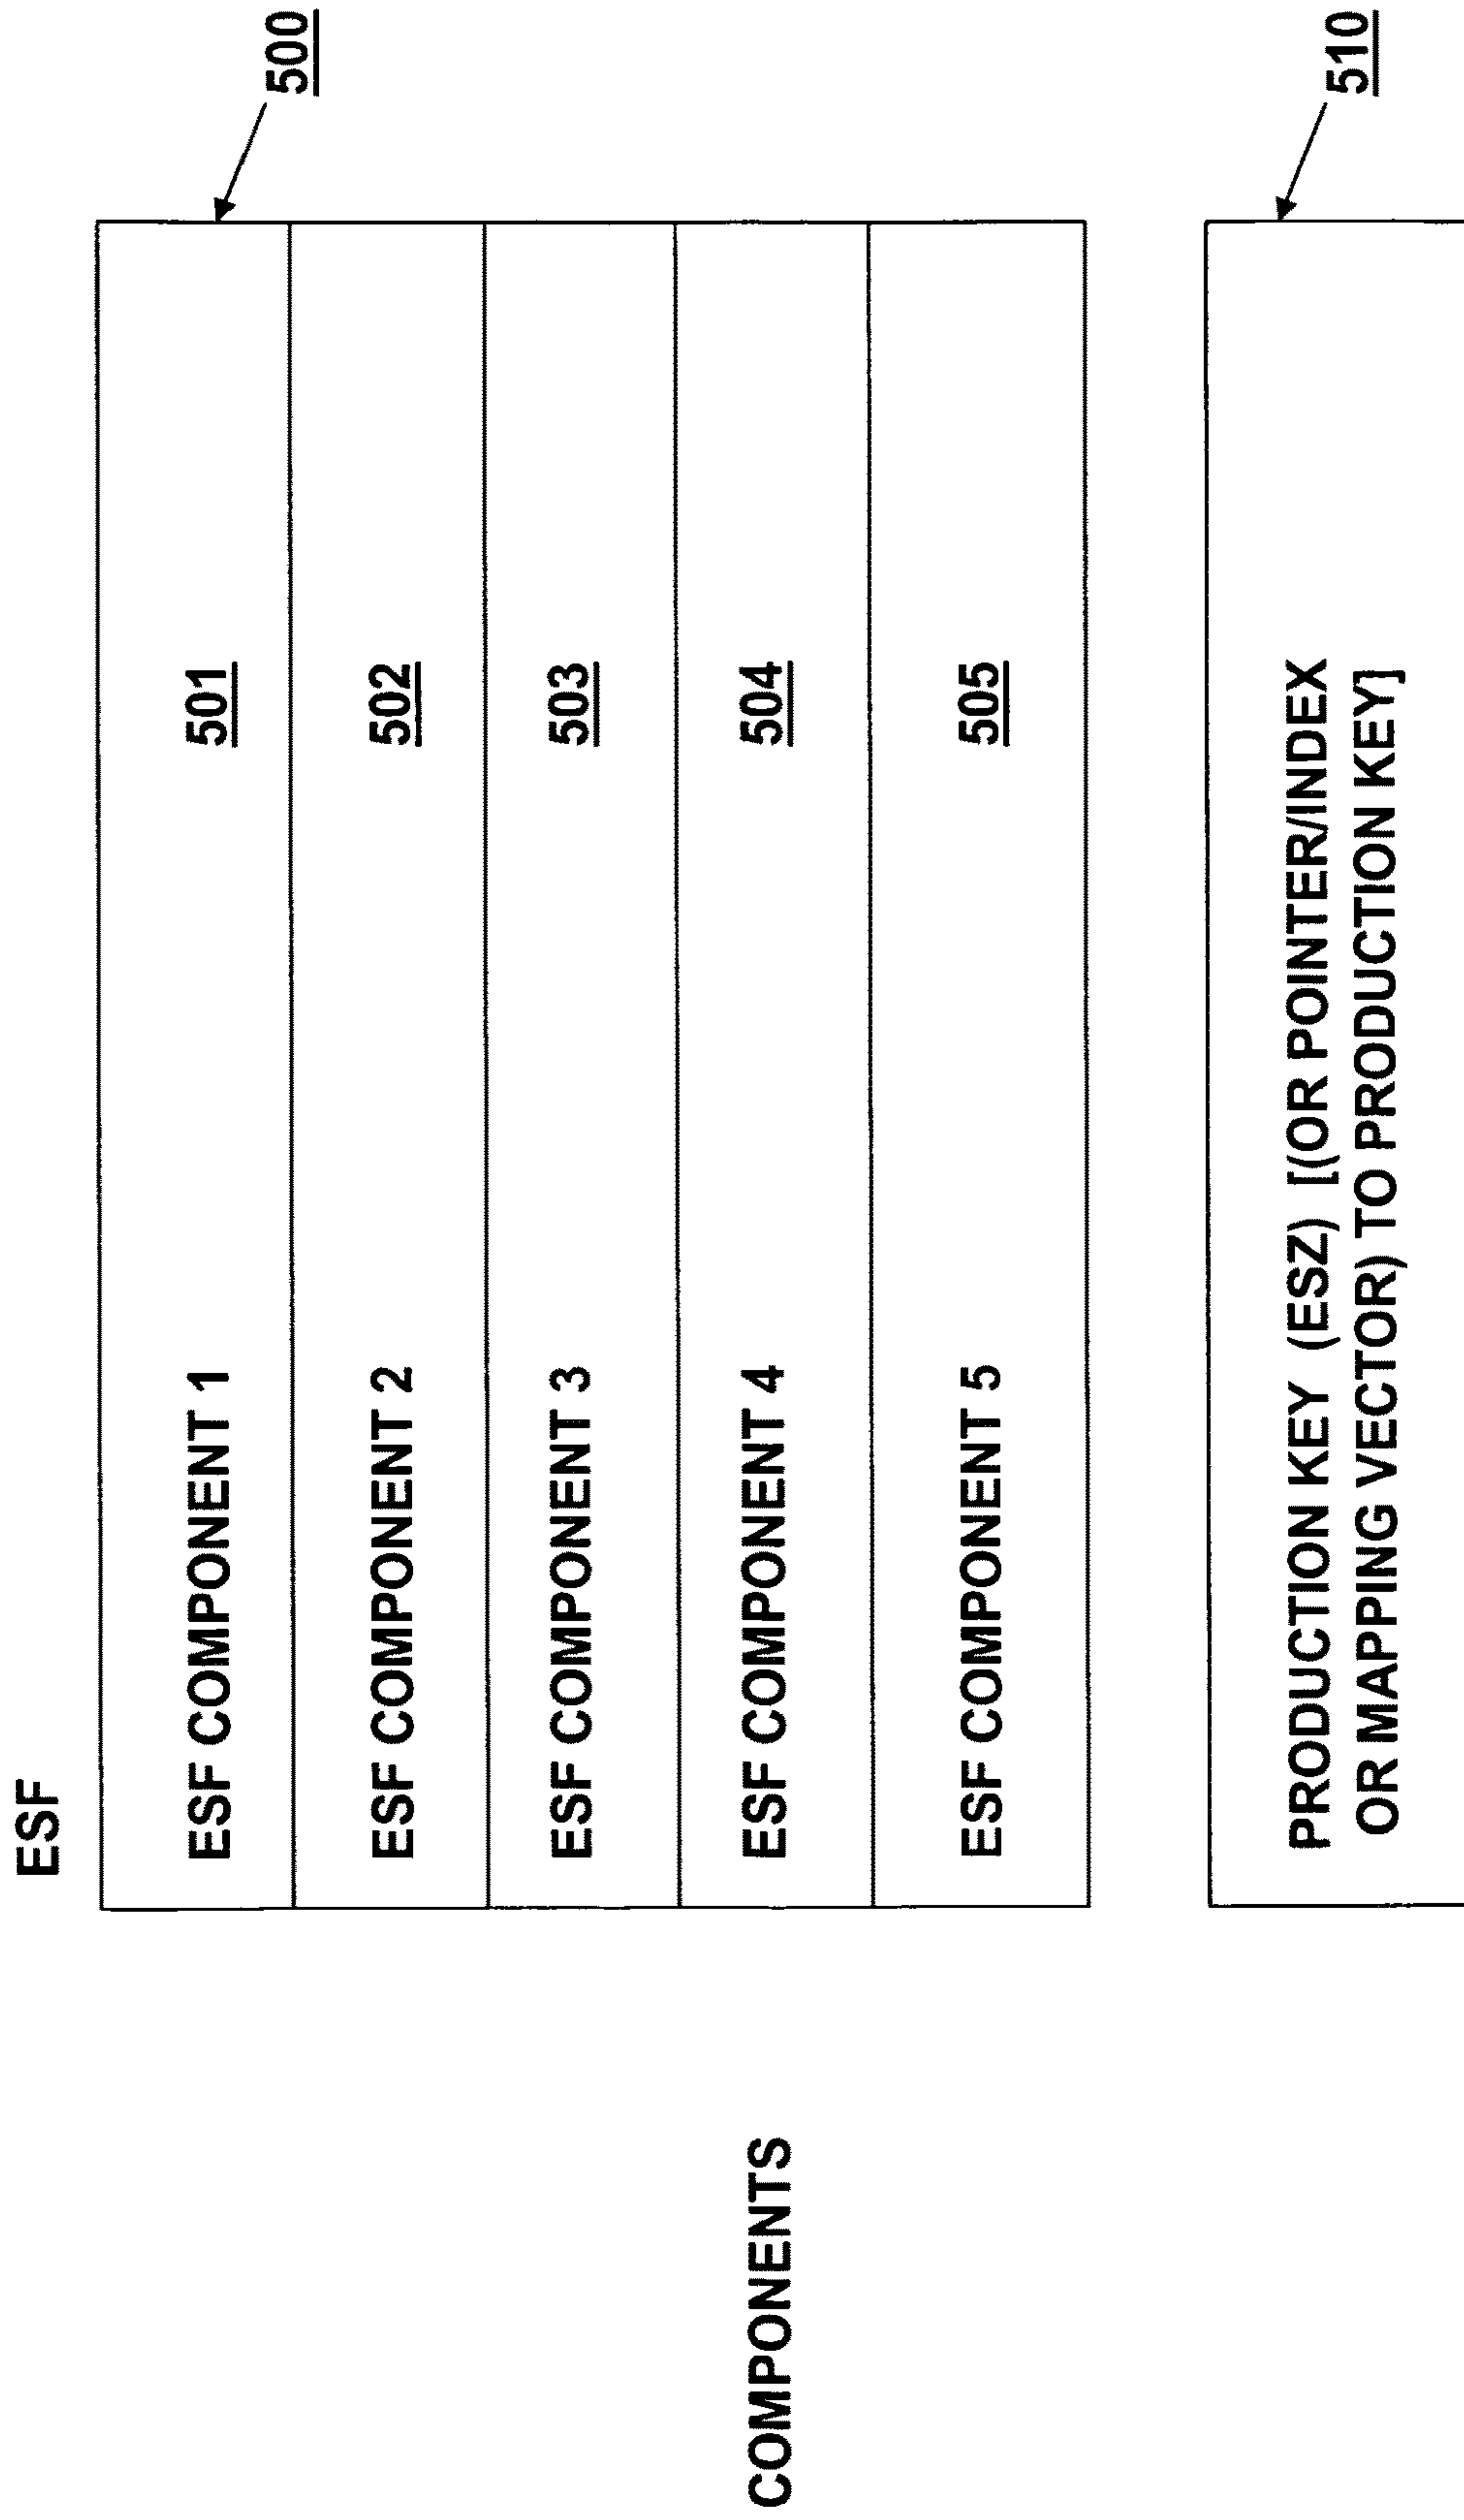 ESF
500
ESF COMPONENT 1 501
ESF COMPONENT 2 502
ESF COMPONENT 3 503
COMPONENTS
ESF COMPONENT 4 504
ESF COMPONENT 5 505
510
PRODUCTION KEY (ESZ) [(OR POINTER/INDEX
OR MAPPING VECTOR) TO PRODUCTION KEY]